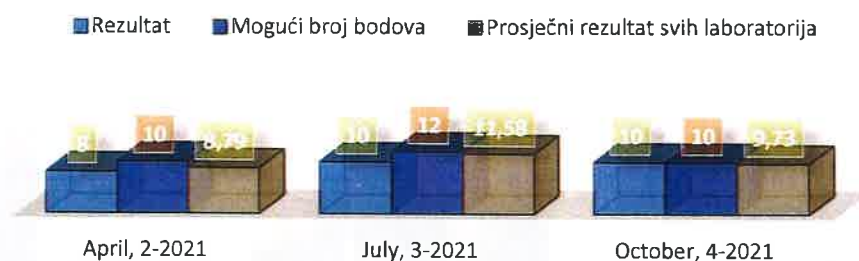 Rezultat Mogući broj bodova Prosječni rezultat svih laboratorija
8 10 8,79 10 12 11,58 10 10 9,73
April, 2-2021 July, 3-2021 October, 4-2021